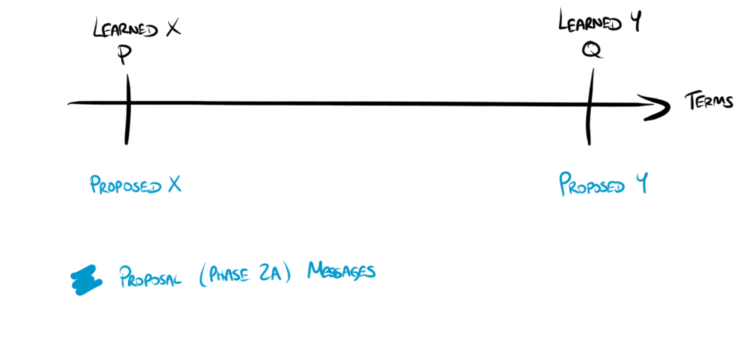 LEARNED X
P
LEARNED Y
Q
TERMS
PROPOSED X
PROPOSED Y
PROPOSAL (PHASE 2A) MESSAGES